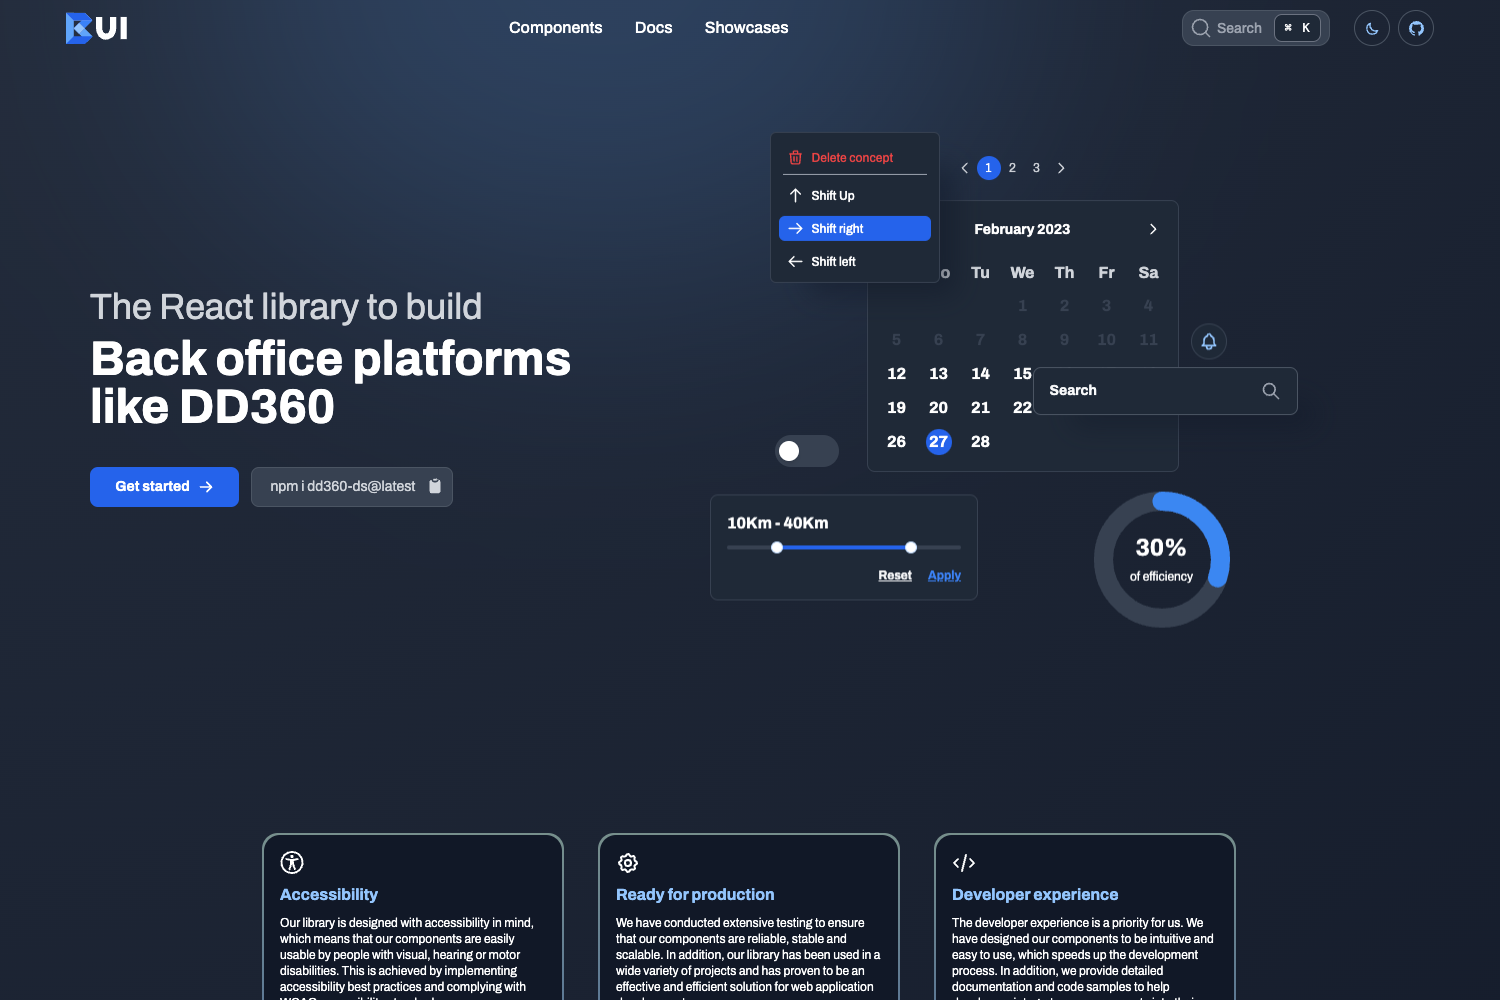 UI
Components
Docs
Showcases
Search
⌘ K
Delete concept
Shift Up
Shift right
Shift left
1 2 3
February 2023
Tu We Th Fr Sa
1 2 3 4
5 6 7 8 9 10 11
12 13 14 15
19 20 21 22
26 27 28
Search
The React library to build
Back office platforms
like DD360
Get started
npm i dd360-ds@latest
10Km - 40Km
Reset Apply
30%
of efficiency
Accessibility
Our library is designed with accessibility in mind,
which means that our components are easily
usable by people with visual, hearing or motor
disabilities. This is achieved by implementing
accessibility best practices and complying with
Ready for production
We have conducted extensive testing to ensure
that our components are reliable, stable and
scalable. In addition, our library has been used in a
wide variety of projects and has proven to be an
effective and efficient solution for web application
Developer experience
The developer experience is a priority for us. We
have designed our components to be intuitive and
easy to use, which speeds up the development
process. In addition, we provide detailed
documentation and code samples to help